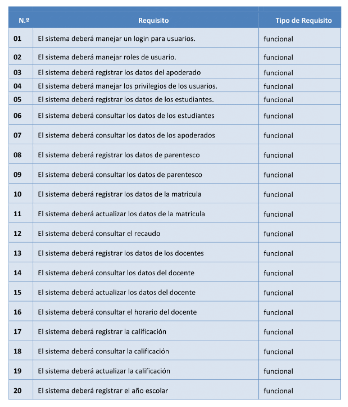 N.º Requisito Tipo de Requisito
01 El sistema deberá manejar un login para usuarios. funcional
02 El sistema deberá manejar roles de usuario. funcional
03 El sistema deberá registrar los datos del apoderado funcional
04 El sistema deberá manejar los privilegios de los usuarios. funcional
05 El sistema deberá registrar los datos de los estudiantes. funcional
06 El sistema deberá consultar los datos de los estudiantes funcional
07 El sistema deberá consultar los datos de los apoderados funcional
08 El sistema deberá registrar los datos de parentesco funcional
09 El sistema deberá consultar los datos de parentesco funcional
10 El sistema deberá registrar los datos de la matricula funcional
11 El sistema deberá actualizar los datos de la matricula funcional
12 El sistema deberá consultar el recaudo funcional
13 El sistema deberá registrar los datos de los docentes funcional
14 El sistema deberá consultar los datos del docente funcional
15 El sistema deberá actualizar los datos del docente funcional
16 El sistema deberá consultar el horario del docente funcional
17 El sistema deberá registrar la calificación funcional
18 El sistema deberá consultar la calificación funcional
19 El sistema deberá actualizar la calificación funcional
20 El sistema deberá registrar el año escolar funcional